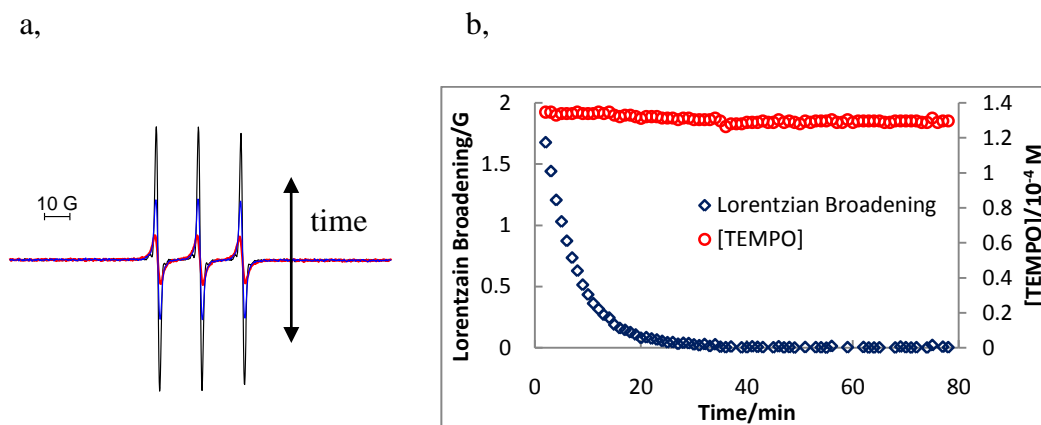 a,
10 G
time
b,
Lorentzain Broadening/G
2
1.5
1
0.5
0
Lorentzian Broadening
[TEMPO]
1.4
1.2
1
0.8
0.6
0.4
0.2
0
[TEMPO]/10⁻⁴ M
0
20
40
60
80
Time/min